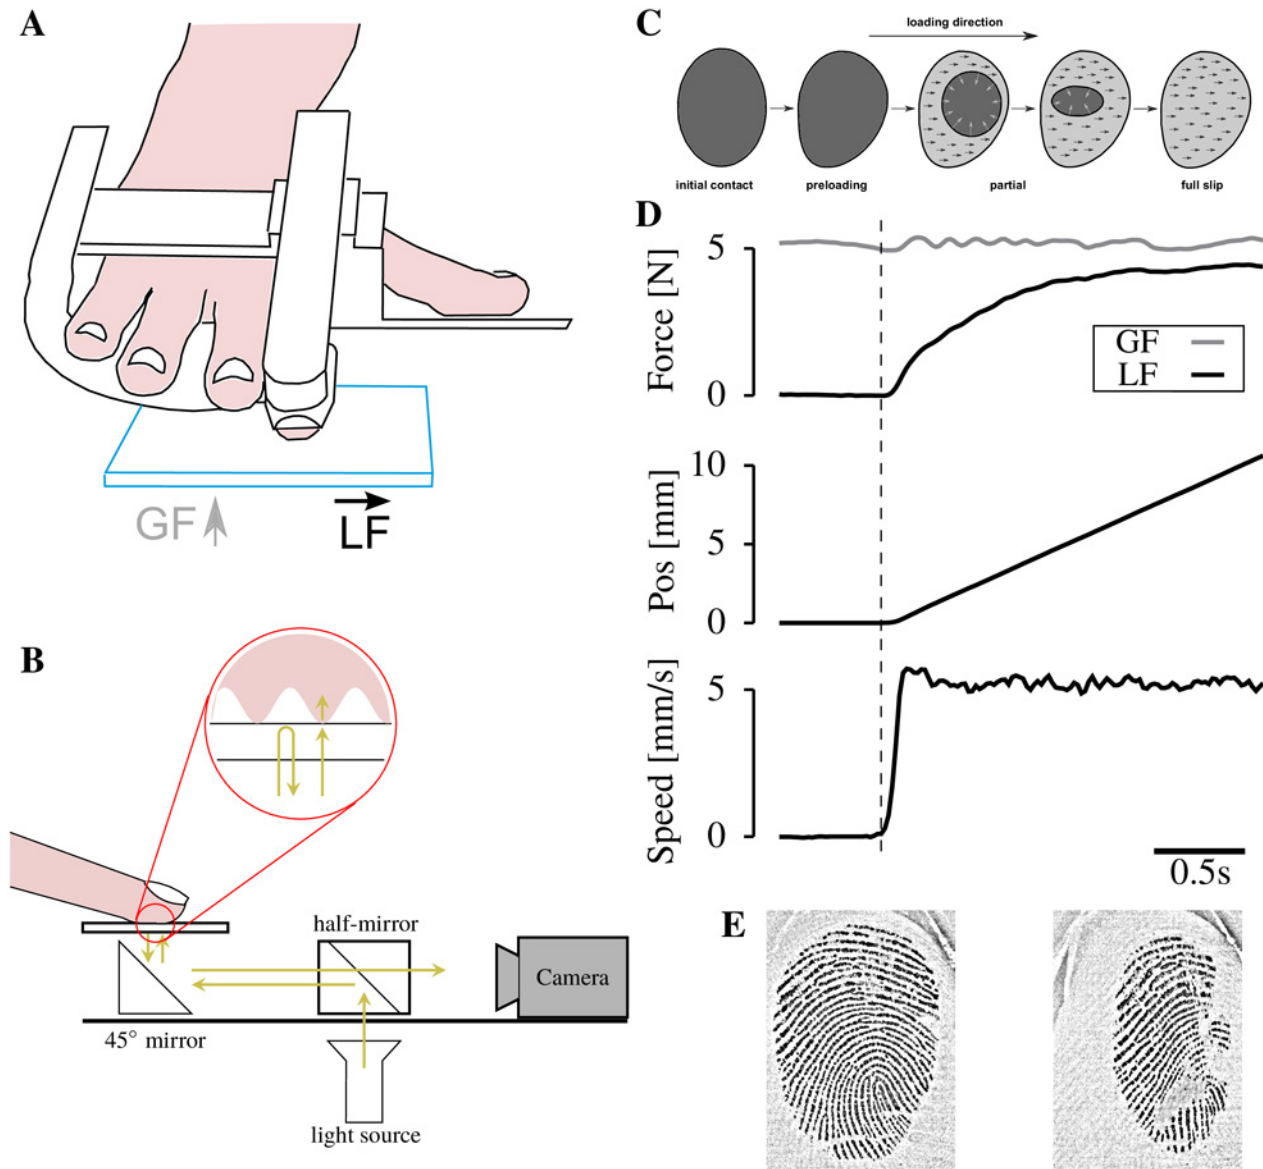 A
GF
LF
B
half-mirror
Camera
45° mirror
light source
C
loading direction
initial contact
preloading
partial
full slip
D
Force [N]
5
0
GF
LF
Pos [mm]
10
5
0
Speed [mm/s]
5
0
0.5s
E